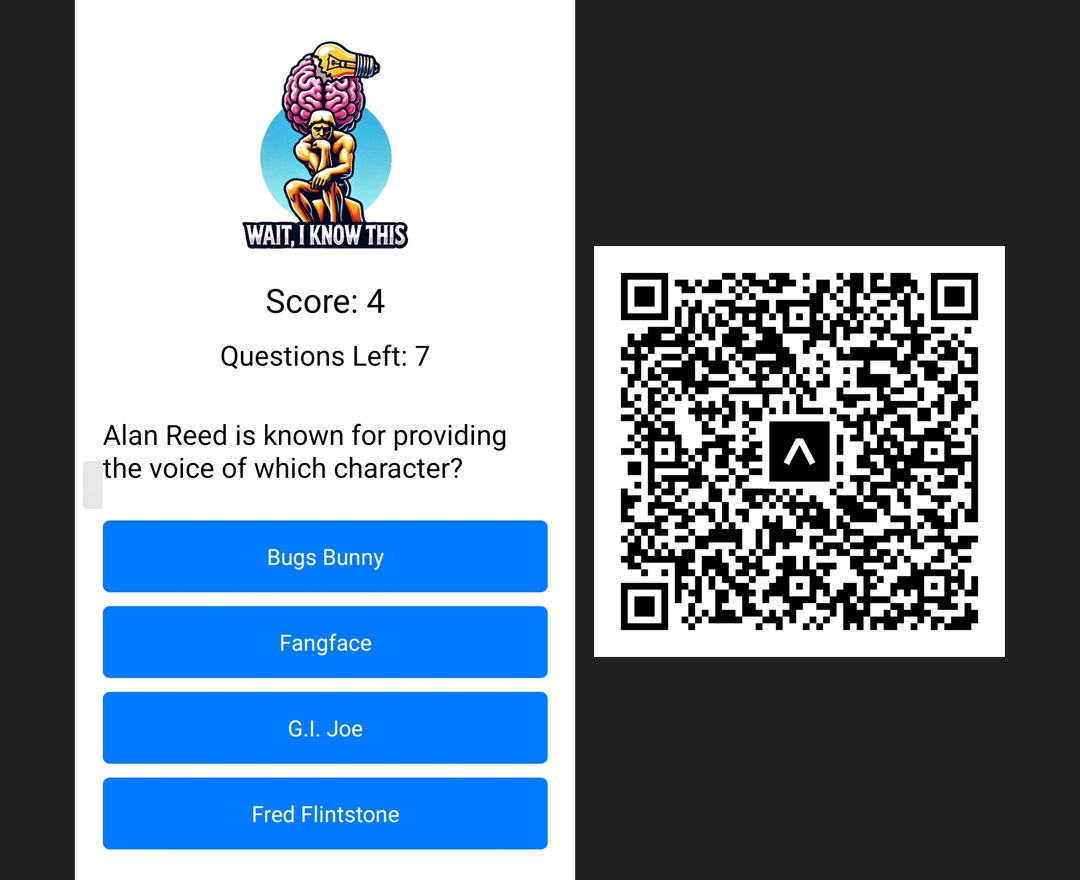 WAIT, I KNOW THIS
Score: 4
Questions Left: 7
Alan Reed is known for providing
the voice of which character?
Bugs Bunny
Fangface
G.I. Joe
Fred Flintstone